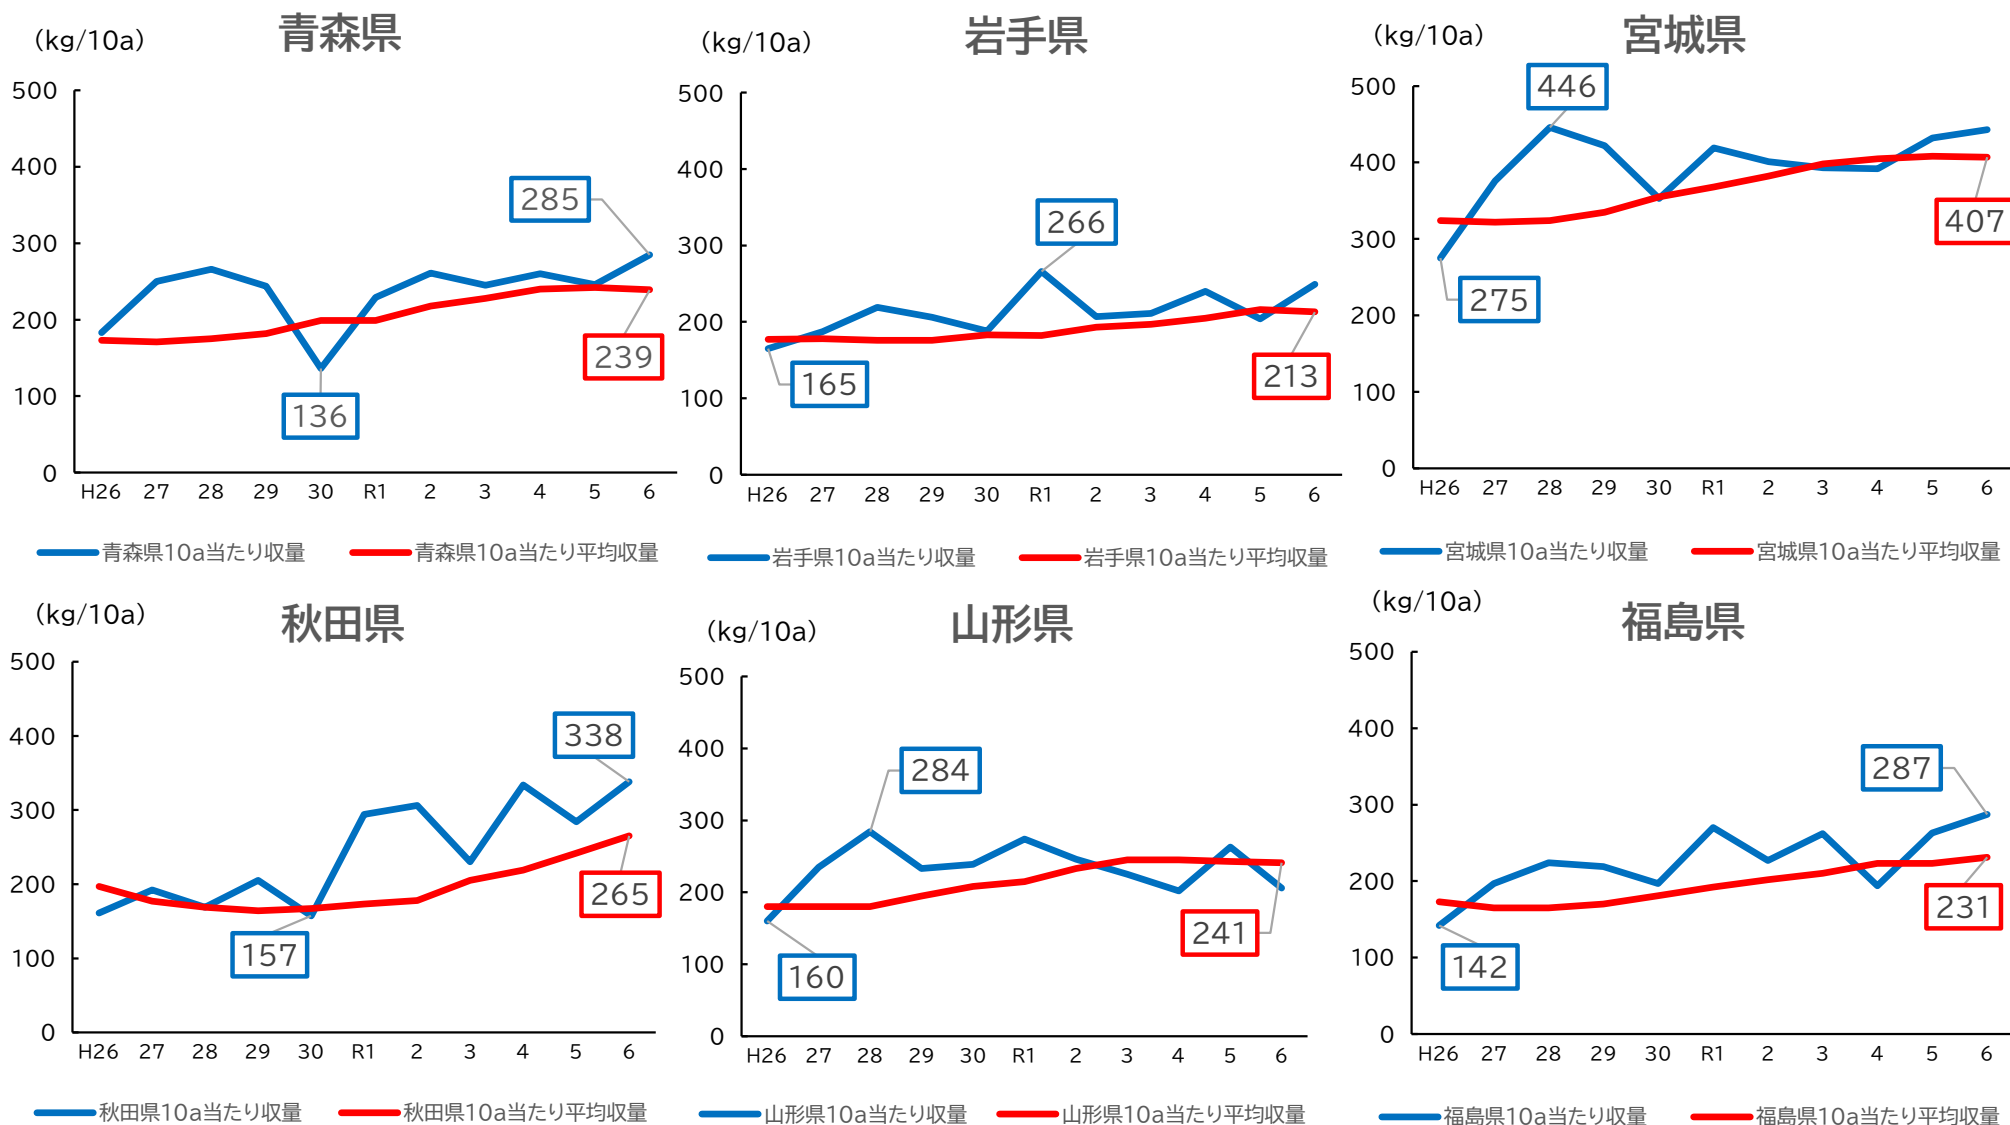 (kg/10a)
青森県
500
400
300
200
100
0
285
239
136
H26 27 28 29 30 R1 2 3 4 5 6
青森県10a当たり収量 青森県10a当たり平均収量
(kg/10a)
岩手県
500
400
300
200
100
0
266
165
213
H26 27 28 29 30 R1 2 3 4 5 6
岩手県10a当たり収量 岩手県10a当たり平均収量
(kg/10a)
宮城県
500
400
300
200
100
0
446
275
407
H26 27 28 29 30 R1 2 3 4 5 6
宮城県10a当たり収量 宮城県10a当たり平均収量
(kg/10a)
秋田県
500
400
300
200
100
0
338
265
157
H26 27 28 29 30 R1 2 3 4 5 6
秋田県10a当たり収量 秋田県10a当たり平均収量
(kg/10a)
山形県
500
400
300
200
100
0
284
241
160
H26 27 28 29 30 R1 2 3 4 5 6
山形県10a当たり収量 山形県10a当たり平均収量
(kg/10a)
福島県
500
400
300
200
100
0
287
231
142
H26 27 28 29 30 R1 2 3 4 5 6
福島県10a当たり収量 福島県10a当たり平均収量